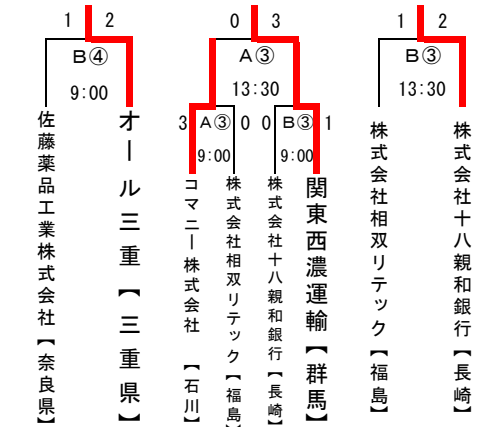 1 2
B④
9:00
佐藤薬品工業株式会社【奈良県】
オール三重【三重県】
0 3
A③
13:30
3 A③ 0
9:00
0 B③ 1
9:00
コマニー株式会社 【石川】
株式会社相双リテック【福島】
株式会社十八親和銀行【長崎】
関東西濃運輸【群馬】
1 2
B③
13:30
株式会社相双リテック【福島】
株式会社十八親和銀行【長崎】